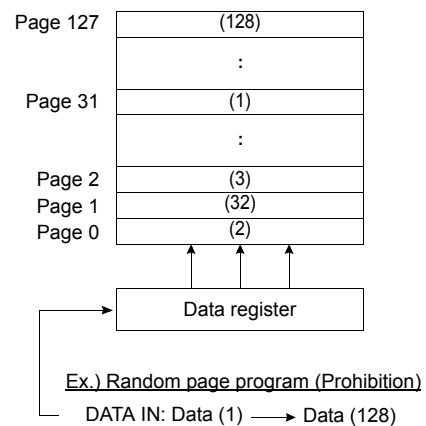 Page 127 (128)
:
Page 31 (1)
:
Page 2 (3)
Page 1 (32)
Page 0 (2)
Data register
Ex.) Random page program (Prohibition)
DATA IN: Data (1) → Data (128)